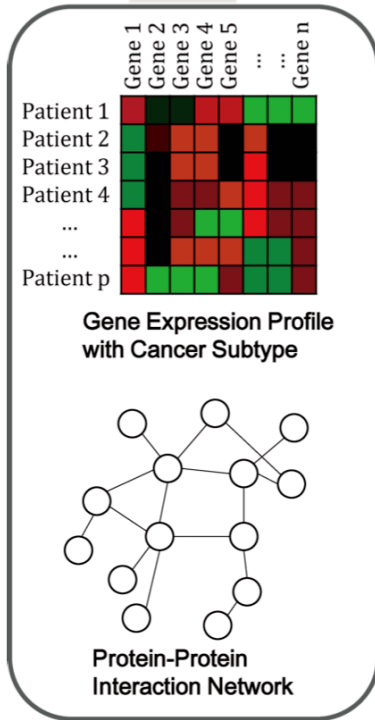 Gene 1
Gene 2
Gene 3
Gene 4
Gene 5
...
...
Gene n
Patient 1
Patient 2
Patient 3
Patient 4
...
...
Patient p
Gene Expression Profile
with Cancer Subtype
Protein-Protein
Interaction Network